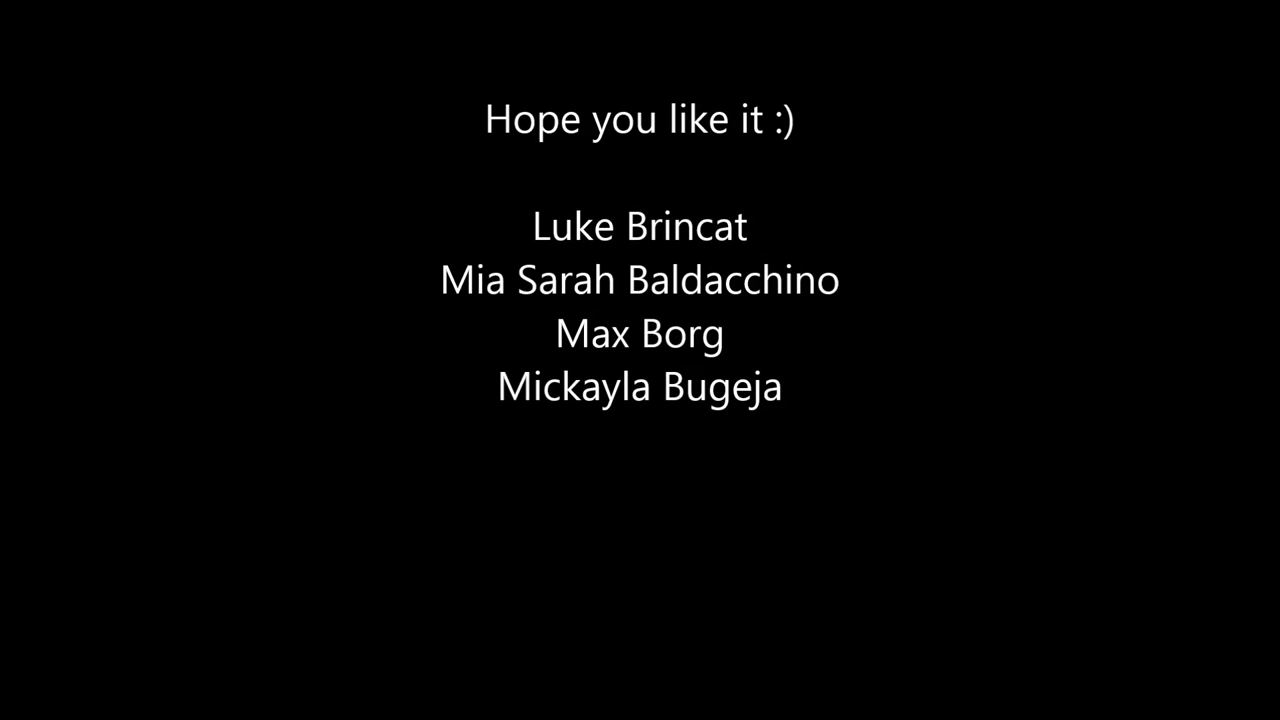 Hope you like it :)
Luke Brincat
Mia Sarah Baldacchino
Max Borg
Mickayla Bugeja